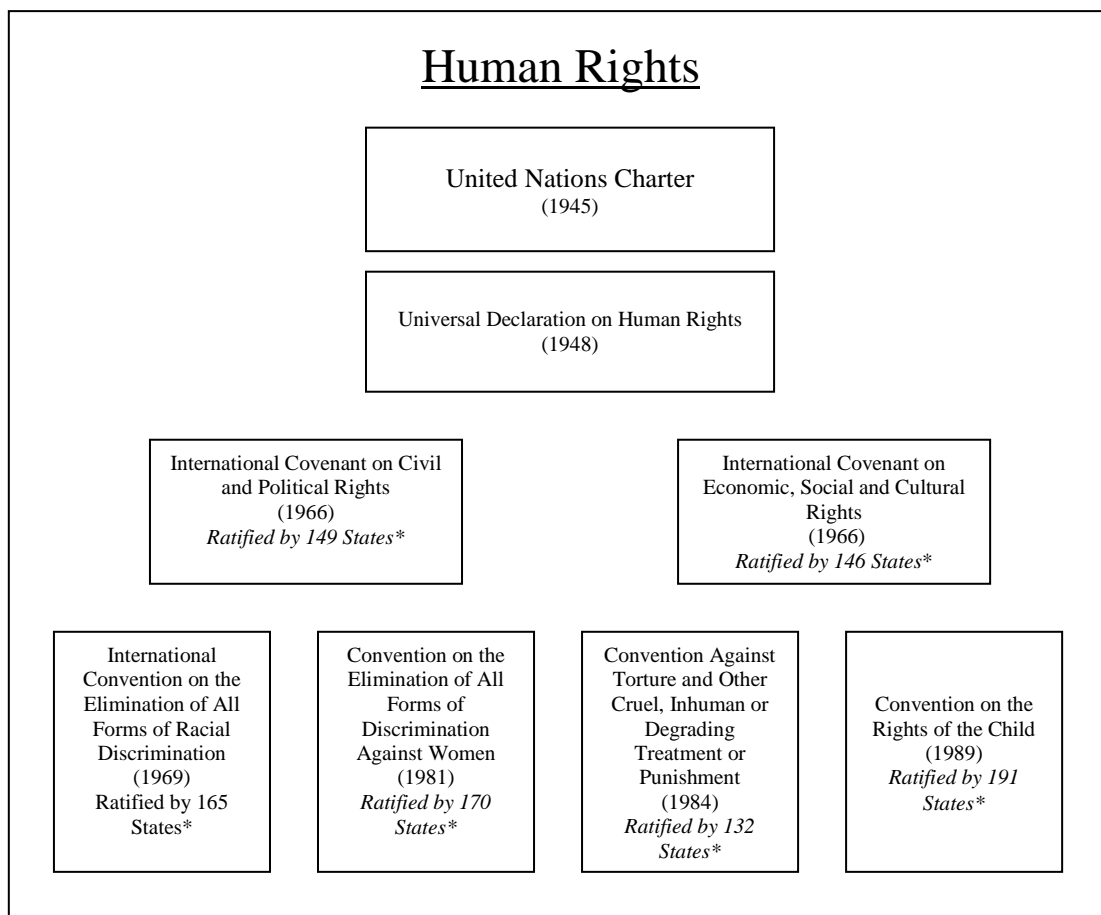 Human Rights
United Nations Charter
(1945)
Universal Declaration on Human Rights
(1948)
International Covenant on Civil
and Political Rights
(1966)
Ratified by 149 States*
International Covenant on
Economic, Social and Cultural
Rights
(1966)
Ratified by 146 States*
International
Convention on the
Elimination of All
Forms of Racial
Discrimination
(1969)
Ratified by 165
States*
Convention on the
Elimination of All
Forms of
Discrimination
Against Women
(1981)
Ratified by 170
States*
Convention Against
Torture and Other
Cruel, Inhuman or
Degrading
Treatment or
Punishment
(1984)
Ratified by 132
States*
Convention on the
Rights of the Child
(1989)
Ratified by 191
States*